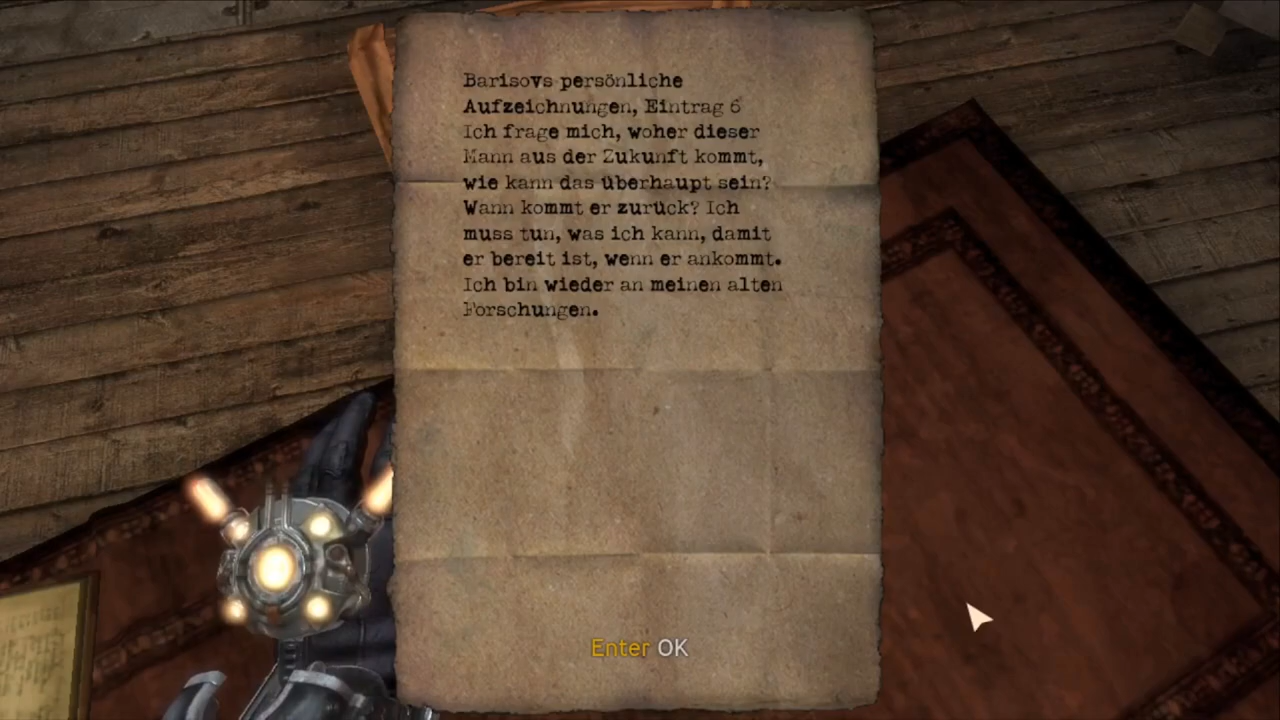 Barisovs persönliche
Aufzeichnungen, Eintrag 6
Ich frage mich, woher dieser
Mann aus der Zukunft kommt,
wie kann das überhaupt sein?
Wann kommt er zurück? Ich
muss tun, was ich kann, damit
er bereit ist, wenn er ankommt.
Ich bin wieder an meinen alten
Forschungen.
Enter OK